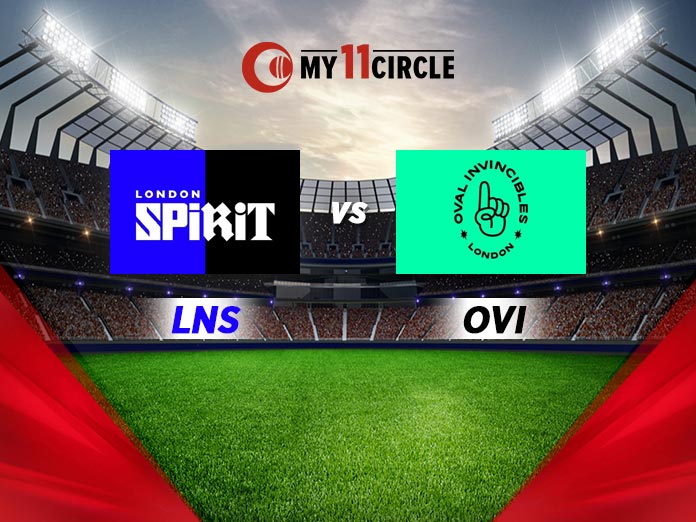 MY11CIRCLE
LONDON
SPIRIT
VS
OVAL INVINCIBLES
LONDON
LNS
OVI